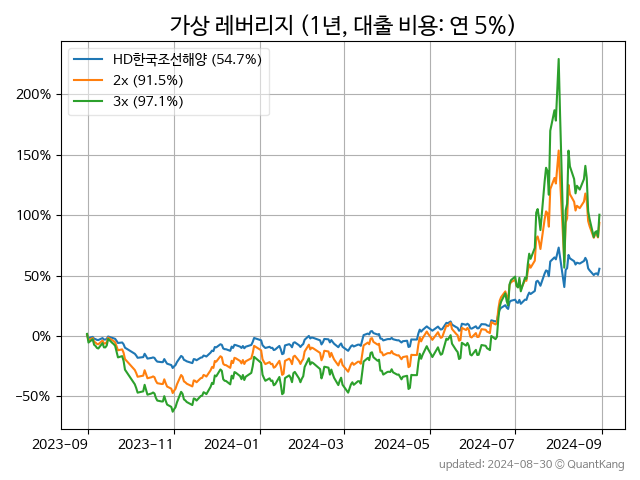 가상 레버리지 (1년, 대출 비용: 연 5%)
HD한국조선해양 (54.7%)
2x (91.5%)
3x (97.1%)
200%
150%
100%
50%
0%
−50%
2023-09 2023-11 2024-01 2024-03 2024-05 2024-07 2024-09
updated: 2024-08-30 © QuantKang